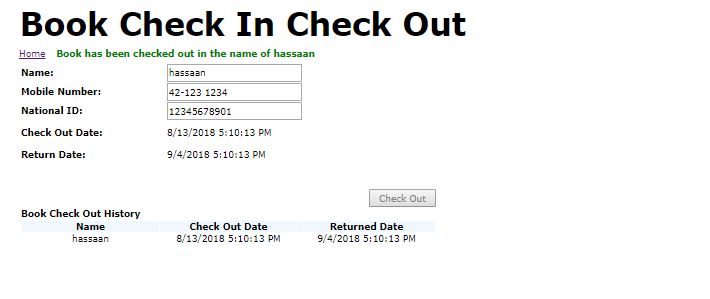 Book Check In Check Out
Home Book has been checked out in the name of hassaan
Name: hassaan
Mobile Number: 42-123 1234
National ID: 12345678901
Check Out Date: 8/13/2018 5:10:13 PM
Return Date: 9/4/2018 5:10:13 PM
Check Out
Book Check Out History
Name Check Out Date Returned Date
hassaan 8/13/2018 5:10:13 PM 9/4/2018 5:10:13 PM